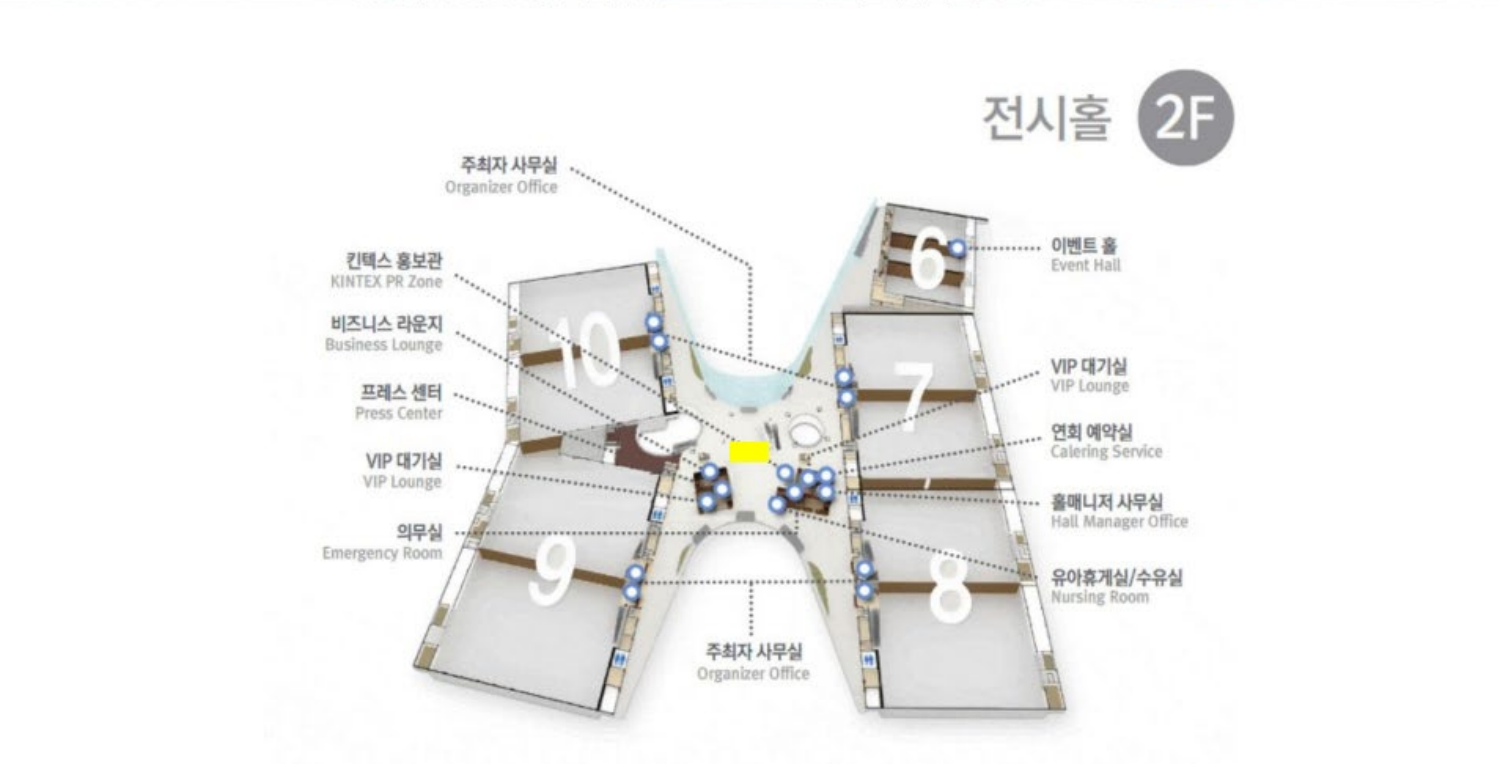 전시홀 2F
주최자 사무실
Organizer Office
킨텍스 홍보관
KINTEX PR Zone
비즈니스 라운지
Business Lounge
프레스 센터
Press Center
VIP 대기실
VIP Lounge
의무실
Emergency Room
6
이벤트 홀
Event Hall
10
7
VIP 대기실
VIP Lounge
연회 예약실
Calering Service
홀매니저 사무실
Hall Manager Office
유아휴게실/수유실
Nursing Room
9
8
주최자 사무실
Organizer Office